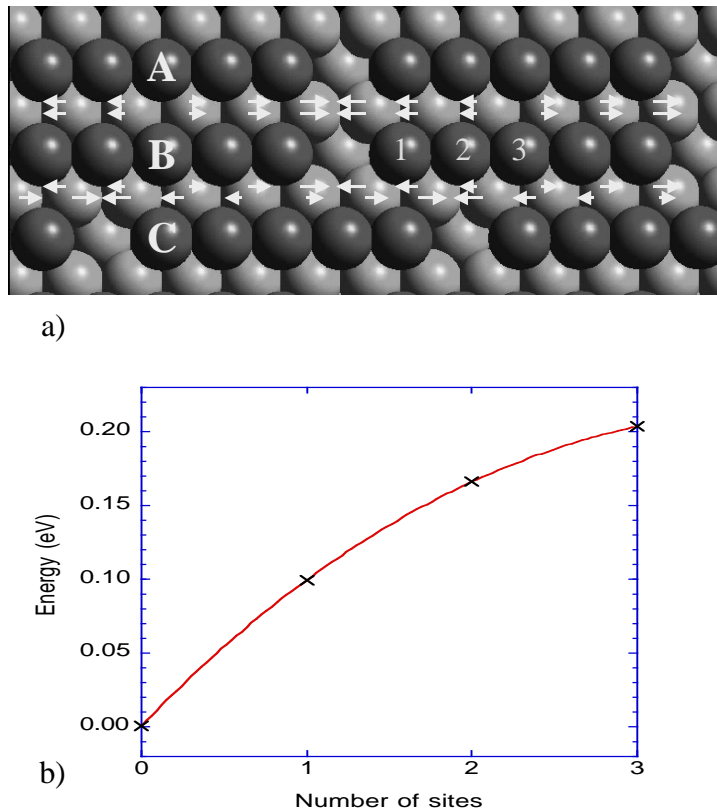 A
B
1 2 3
C
a)
0.20
0.15
0.10
0.05
0.00
Energy (eV)
b)
0 1 2 3
Number of sites